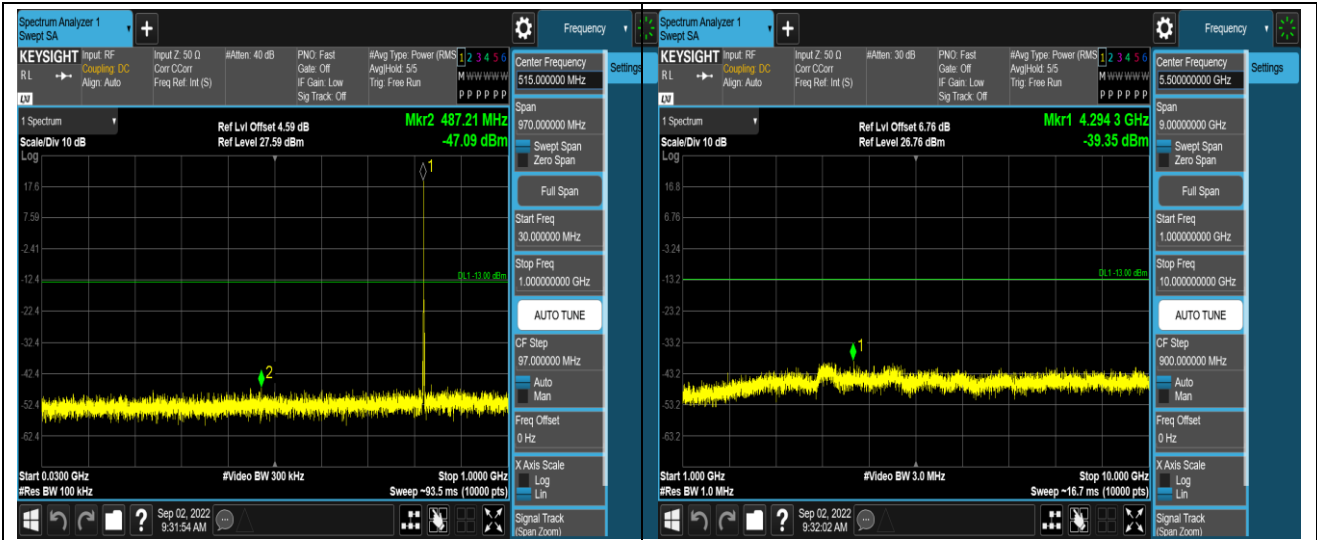 Spectrum Analyzer 1
Swept SA
+
Frequency
KEYSIGHT
RL
Input: RF
Coupling: DC
Align: Auto
Input Z: 50 Ω
Corr CCorr
Freq Ref: Int (S)
#Atten: 40 dB
PNO: Fast
Gate: Off
IF Gain: Low
Sig Track: Off
#Avg Type: Power (RMS
Avg|Hold: 5/5
Trig: Free Run
1 2 3 4 5 6
M W W W W W
P P P P P P
Center Frequency
515.000000 MHz
Settings
Span
970.000000 MHz
Swept Span
Zero Span
Full Span
Start Freq
30.000000 MHz
Stop Freq
1.000000000 GHz
AUTO TUNE
CF Step
97.000000 MHz
Auto
Man
Freq Offset
0 Hz
X Axis Scale
Log
Lin
Signal Track
(Span Zoom)
1 Spectrum
Scale/Div 10 dB
Log
Ref Lvl Offset 4.59 dB
Ref Level 27.59 dBm
Mkr2 487.21 MHz
-47.09 dBm
1
17.6
7.59
-2.41
DL1 -13.00 dBm
-12.4
-22.4
-32.4
-42.4
2
-52.4
-62.4
Start 0.0300 GHz
#Res BW 100 kHz
#Video BW 300 kHz
Stop 1.0000 GHz
Sweep ~93.5 ms (10000 pts)
?
Sep 02, 2022
9:31:54 AM
Spectrum Analyzer 1
Swept SA
+
Frequency
KEYSIGHT
RL
Input: RF
Coupling: DC
Align: Auto
Input Z: 50 Ω
Corr CCorr
Freq Ref: Int (S)
#Atten: 30 dB
PNO: Fast
Gate: Off
IF Gain: Low
Sig Track: Off
#Avg Type: Power (RMS
Avg|Hold: 5/5
Trig: Free Run
1 2 3 4 5 6
M W W W W W
P P P P P P
Center Frequency
5.500000000 GHz
Settings
Span
9.00000000 GHz
Swept Span
Zero Span
Full Span
Start Freq
1.000000000 GHz
Stop Freq
10.000000000 GHz
AUTO TUNE
CF Step
900.000000 MHz
Auto
Man
Freq Offset
0 Hz
X Axis Scale
Log
Lin
Signal Track
(Span Zoom)
1 Spectrum
Scale/Div 10 dB
Log
Ref Lvl Offset 6.76 dB
Ref Level 26.76 dBm
Mkr1 4.294 3 GHz
-39.35 dBm
16.8
6.76
-3.24
DL1 -13.00 dBm
-13.2
-23.2
-33.2
1
-43.2
-53.2
-63.2
Start 1.000 GHz
#Res BW 1.0 MHz
#Video BW 3.0 MHz
Stop 10.000 GHz
Sweep ~16.7 ms (10000 pts)
?
Sep 02, 2022
9:32:02 AM